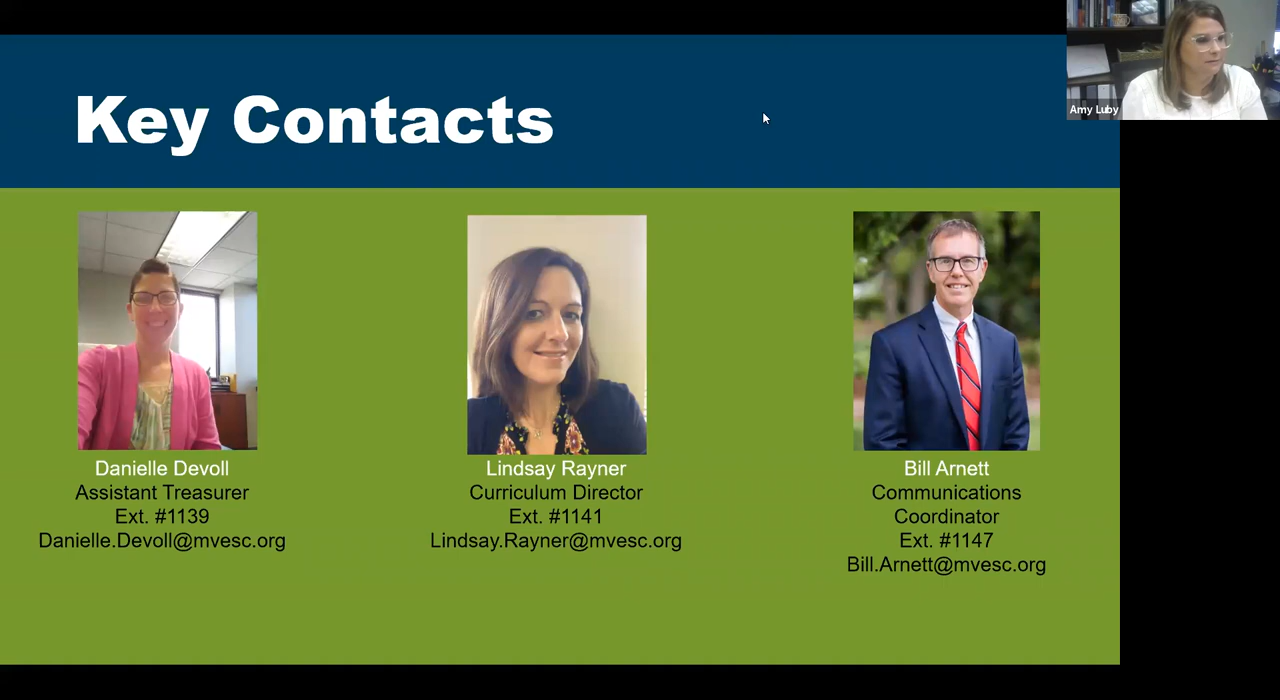 Key Contacts
Amy Luby
Danielle Devoll
Assistant Treasurer
Ext. #1139
Danielle.Devoll@mvesc.org
Lindsay Rayner
Curriculum Director
Ext. #1141
Lindsay.Rayner@mvesc.org
Bill Arnett
Communications
Coordinator
Ext. #1147
Bill.Arnett@mvesc.org